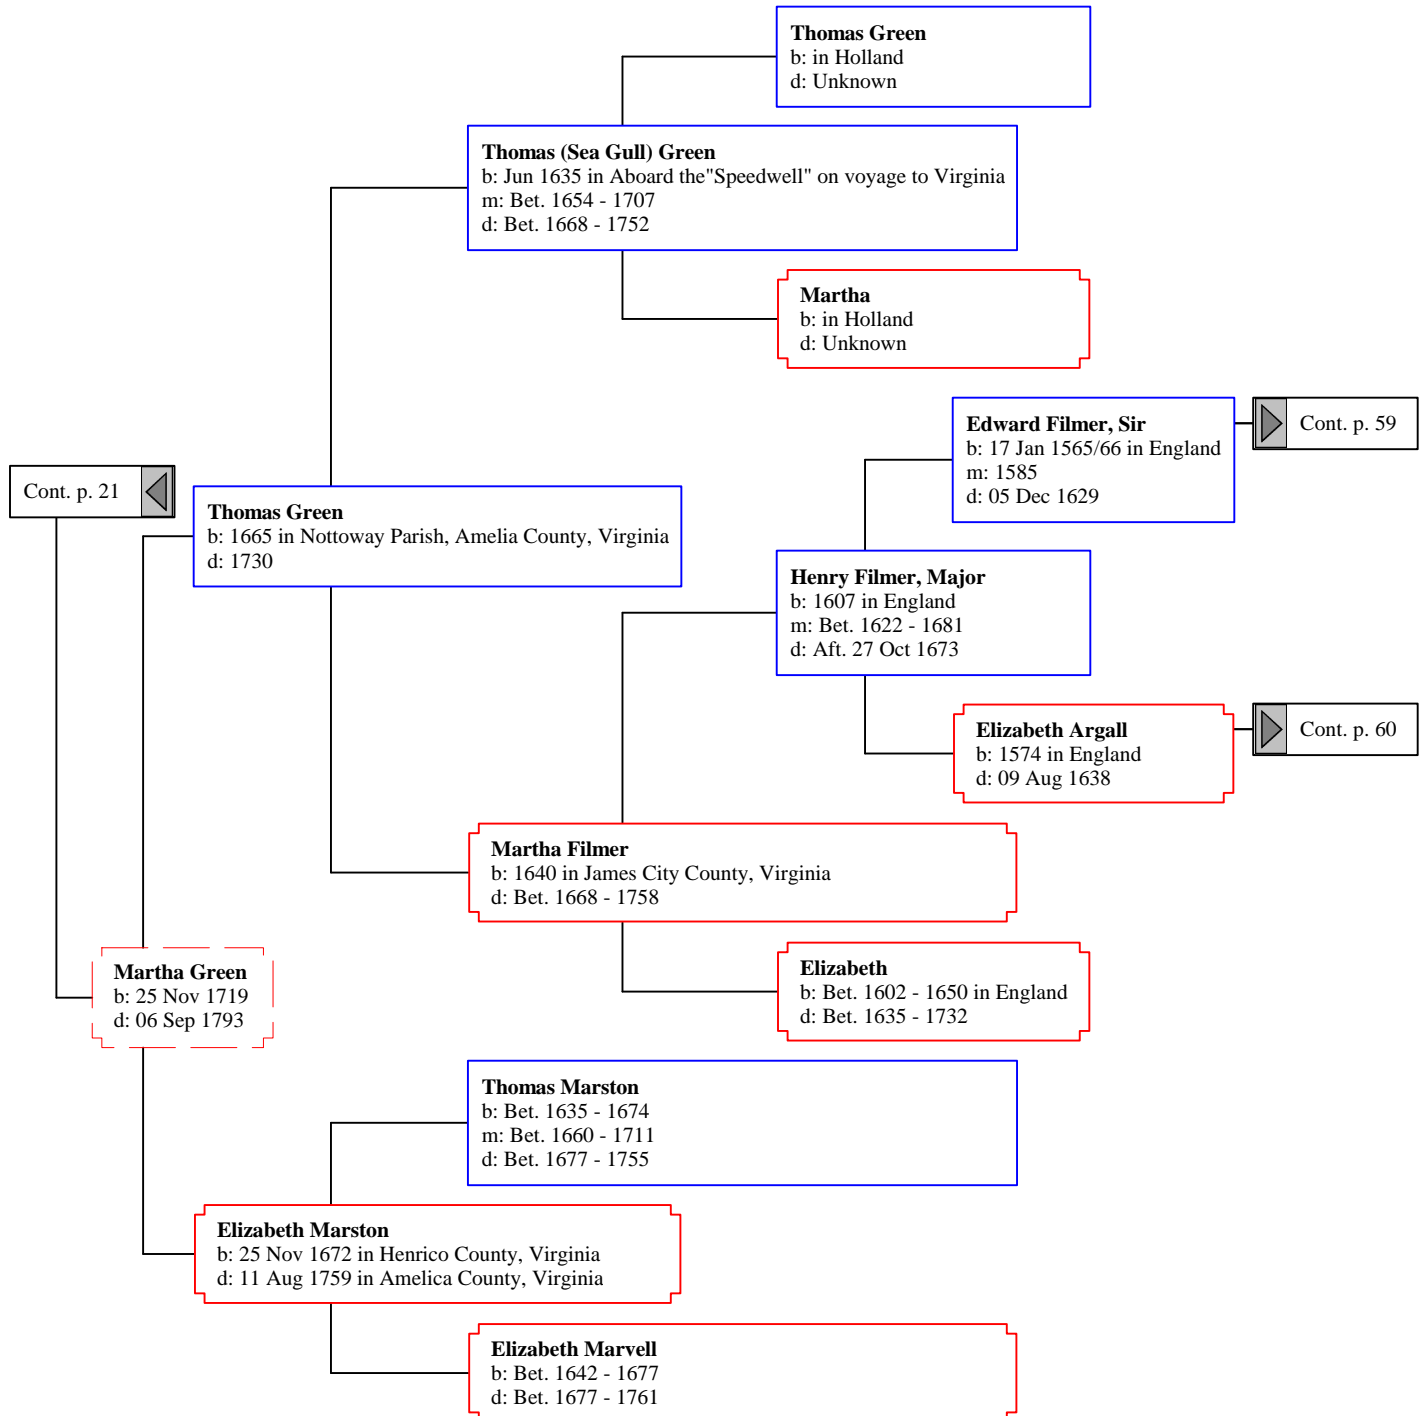 Thomas Green
b: in Holland
d: Unknown
Thomas (Sea Gull) Green
b: Jun 1635 in Aboard the"Speedwell" on voyage to Virginia
m: Bet. 1654 - 1707
d: Bet. 1668 - 1752
Martha
b: in Holland
d: Unknown
Edward Filmer, Sir
b: 17 Jan 1565/66 in England
m: 1585
d: 05 Dec 1629
Cont. p. 59
Cont. p. 21
Thomas Green
b: 1665 in Nottoway Parish, Amelia County, Virginia
d: 1730
Henry Filmer, Major
b: 1607 in England
m: Bet. 1622 - 1681
d: Aft. 27 Oct 1673
Elizabeth Argall
b: 1574 in England
d: 09 Aug 1638
Cont. p. 60
Martha Filmer
b: 1640 in James City County, Virginia
d: Bet. 1668 - 1758
Martha Green
b: 25 Nov 1719
d: 06 Sep 1793
Elizabeth
b: Bet. 1602 - 1650 in England
d: Bet. 1635 - 1732
Thomas Marston
b: Bet. 1635 - 1674
m: Bet. 1660 - 1711
d: Bet. 1677 - 1755
Elizabeth Marston
b: 25 Nov 1672 in Henrico County, Virginia
d: 11 Aug 1759 in Amelica County, Virginia
Elizabeth Marvell
b: Bet. 1642 - 1677
d: Bet. 1677 - 1761